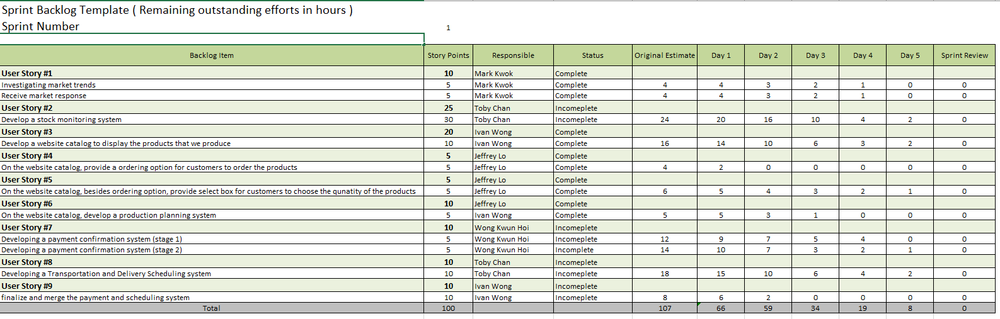 Sprint Backlog Template ( Remaining outstanding efforts in hours )
Sprint Number 1
Backlog Item Story Points Responsible Status Original Estimate Day 1 Day 2 Day 3 Day 4 Day 5 Sprint Review
User Story #1 10 Mark Kwok Complete
Investigating market trends 5 Mark Kwok Complete 4 4 3 2 1 0 0
Receive market response 5 Mark Kwok Complete 4 4 3 2 1 0 0
User Story #2 25 Toby Chan Incomeplete
Develop a stock monitoring system 30 Toby Chan Incomeplete 24 20 16 10 4 2 0
User Story #3 20 Ivan Wong Complete
Develop a website catalog to display the products that we produce 10 Ivan Wong Complete 16 14 10 6 3 2 0
User Story #4 5 Jeffrey Lo Complete
On the website catalog, provide a ordering option for customers to order the products 5 Jeffrey Lo Complete 4 2 0 0 0 0 0
User Story #5 5 Jeffrey Lo Complete
On the website catalog, besides ordering option, provide select box for customers to choose the qunatity of the products 5 Jeffrey Lo Complete 6 5 4 3 2 1 0
User Story #6 10 Jeffrey Lo Complete
On the website catalog, develop a production planning system 5 Ivan Wong Complete 5 5 3 1 0 0 0
User Story #7 10 Wong Kwun Hoi Incomeplete
Developing a payment confirmation system (stage 1) 5 Wong Kwun Hoi Incomeplete 12 9 7 5 4 0 0
Developing a payment confirmation system (stage 2) 5 Wong Kwun Hoi Incomplete 14 10 7 3 2 1 0
User Story #8 10 Toby Chan Incomeplete
Developing a Transportation and Delivery Scheduling system 10 Toby Chan Incomeplete 18 15 10 6 4 2 0
User Story #9 10 Ivan Wong Incomeplete
finalize and merge the payment and scheduling system 10 Ivan Wong Incomeplete 8 6 2 0 0 0 0
Total 100 107 66 59 34 19 8 0